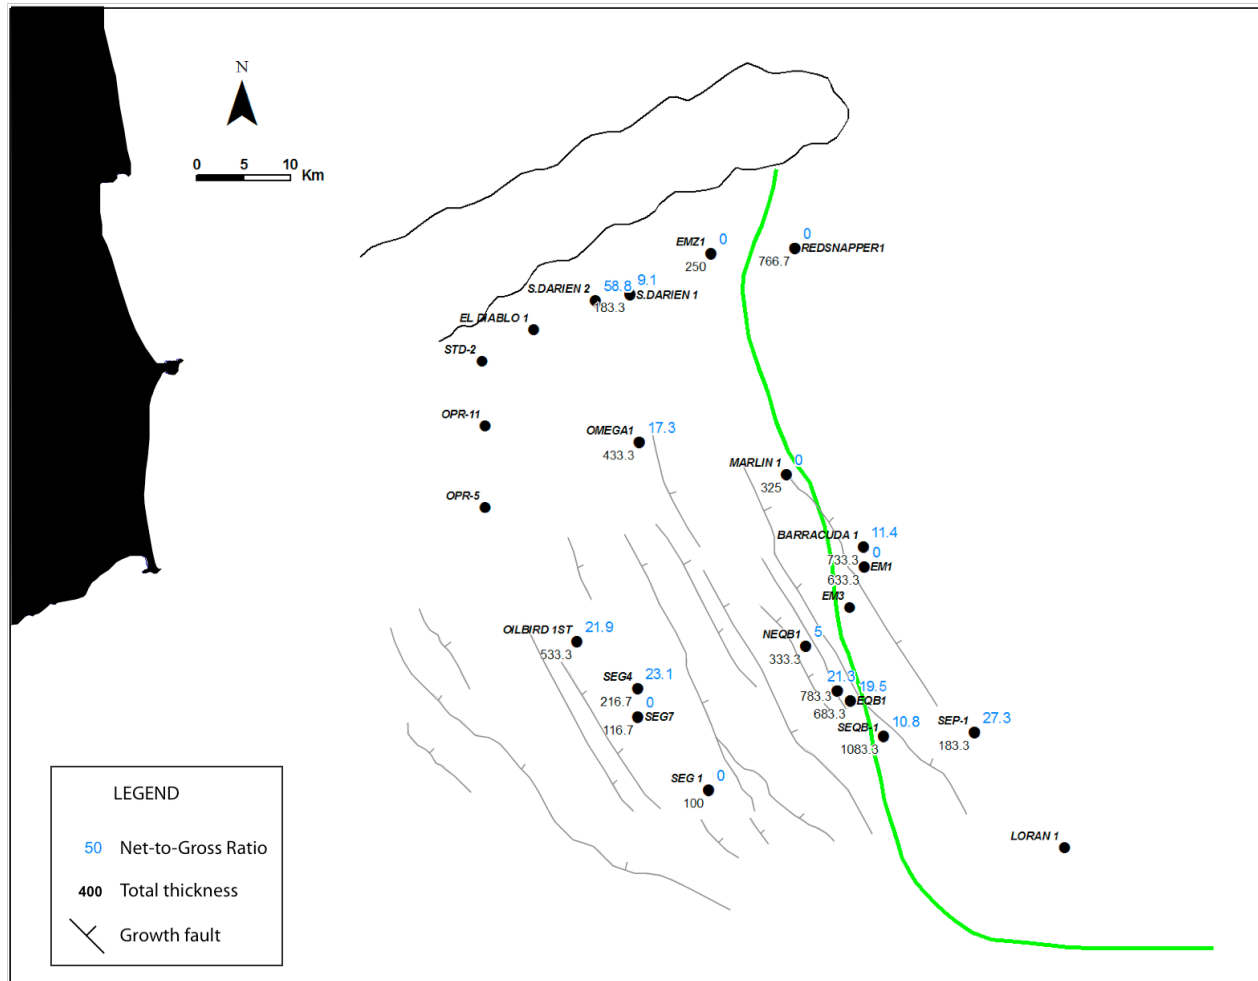 N
0 5 10 Km
EMZ1 0
250
0
REDSNAPPER1
766.7
S.DARIEN 2 58.8 9.1
S.DARIEN 1
183.3
EL DIABLO 1
STD-2
OPR-11
OMEGA1 17.3
433.3
MARLIN 1 0
325
OPR-5
BARRACUDA 1 11.4
733.3 0
EM1
633.3
EM3
OILBIRD 1ST 21.9
533.3
NEQB1 5
333.3
SEG4 23.1
216.7 0
SEG7
116.7
21.3
783.3 19.5
EQB1
683.3
SEQB-1 10.8
1083.3
SEP-1 27.3
183.3
SEG 1 0
100
LORAN 1
LEGEND
50 Net-to-Gross Ratio
400 Total thickness
Growth fault